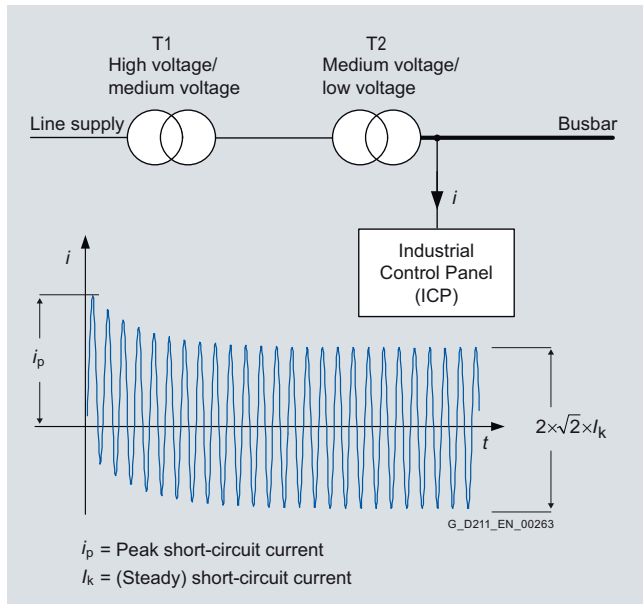 T1
High voltage/
medium voltage
T2
Medium voltage/
low voltage
Line supply
Busbar
i
Industrial
Control Panel
(ICP)
i
iₚ
t
2×√2×Iₖ
G_D211_EN_00263
iₚ = Peak short-circuit current
Iₖ = (Steady) short-circuit current